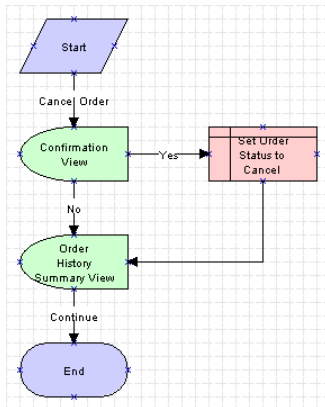 Start
Cancel Order
Confirmation
View
Yes
Set Order
Status to
Cancel
No
Order
History
Summary View
Continue
End